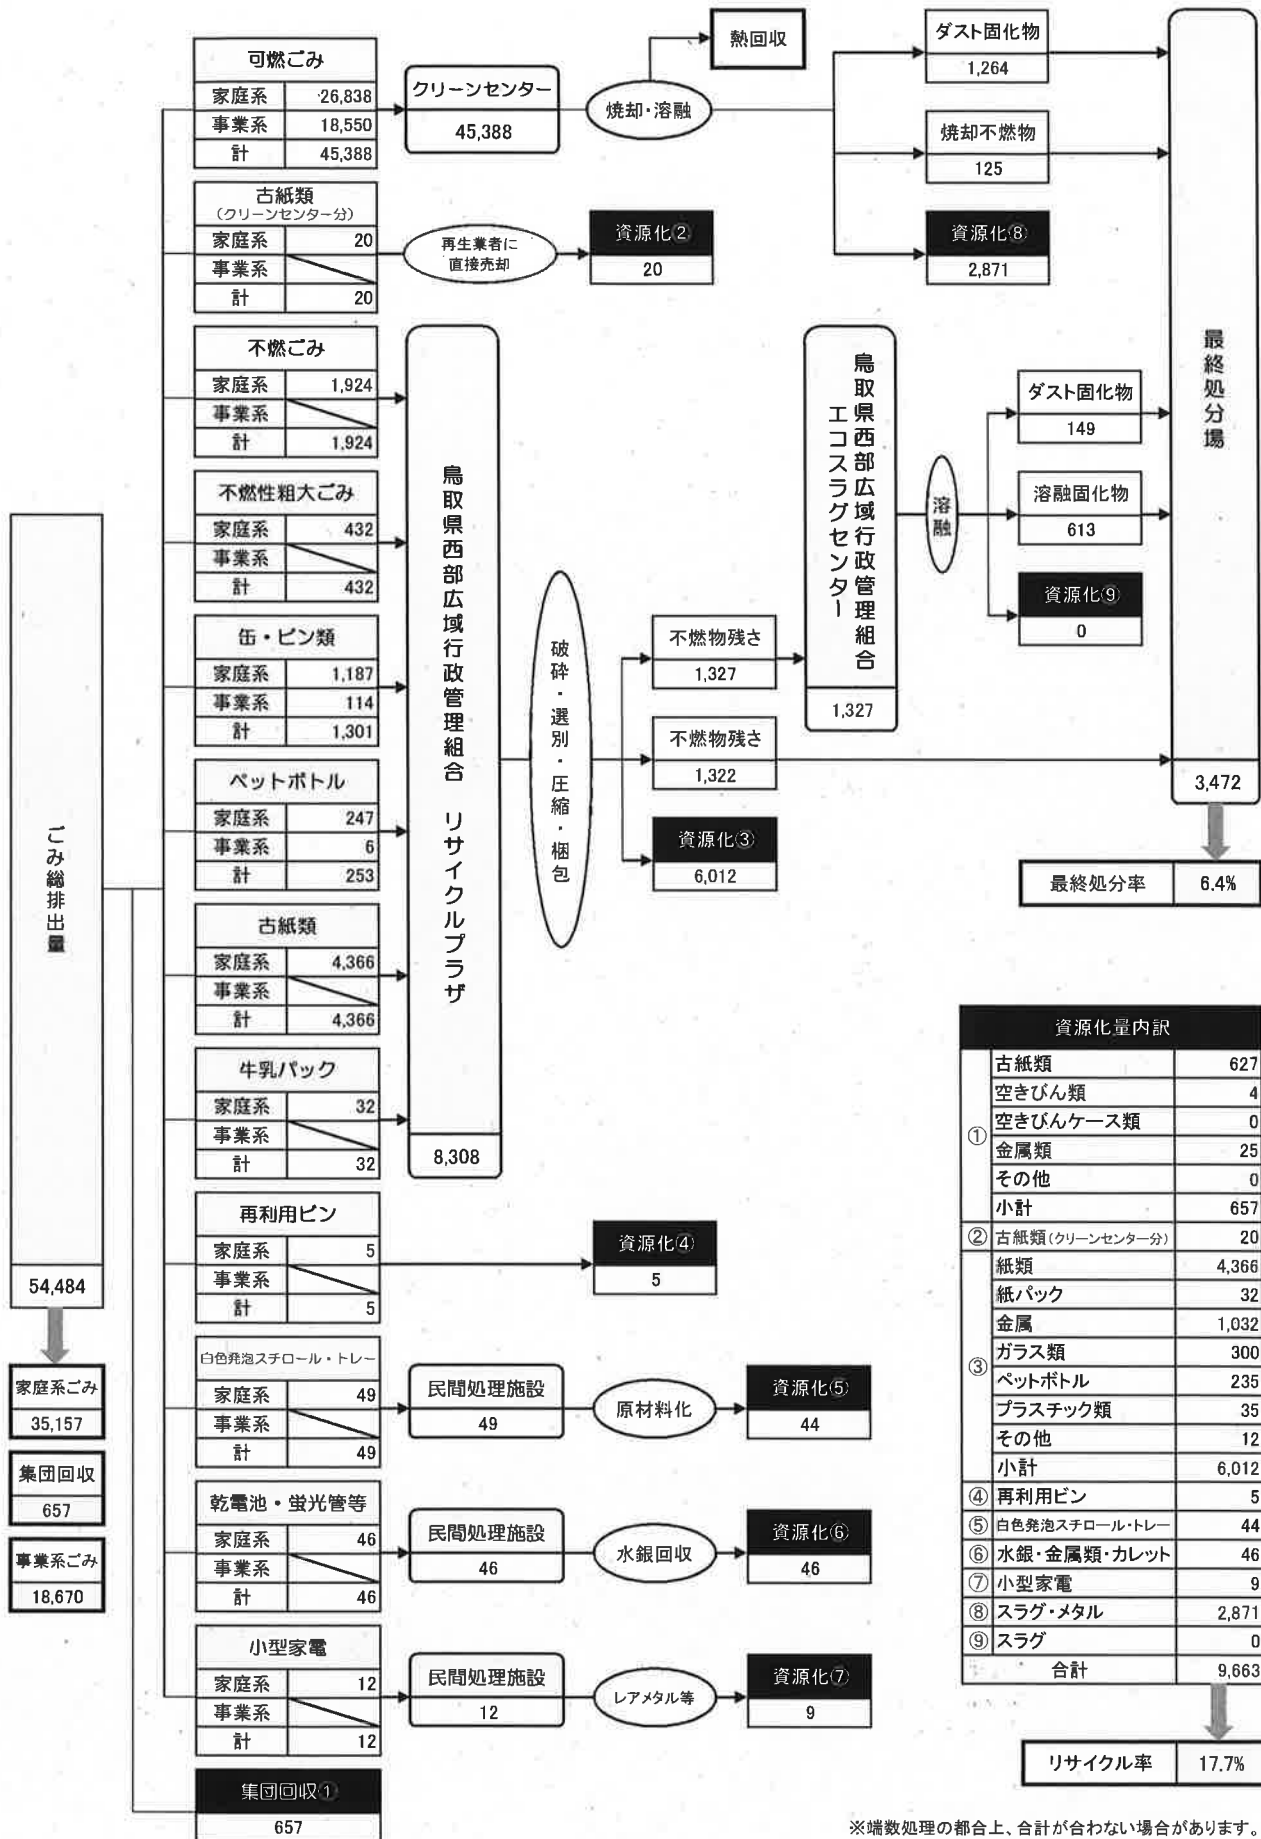 ごみ総排出量
54,484
家庭系ごみ
35,157
集団回収
657
事業系ごみ
18,670
可燃ごみ
家庭系 26,838
事業系 18,550
計 45,388
クリーンセンター
45,388
焼却・溶融
熱回収
ダスト固化物
1,264
焼却不燃物
125
資源化⑧
2,871
古紙類
（クリーンセンター分）
家庭系 20
事業系
計 20
再生業者に
直接売却
資源化②
20
不燃ごみ
家庭系 1,924
事業系
計 1,924
不燃性粗大ごみ
家庭系 432
事業系
計 432
缶・ビン類
家庭系 1,187
事業系 114
計 1,301
ペットボトル
家庭系 247
事業系 6
計 253
古紙類
家庭系 4,366
事業系
計 4,366
牛乳パック
家庭系 32
事業系
計 32
鳥取県西部広域行政管理組合 リサイクルプラザ
8,308
破砕・選別・圧縮・梱包
不燃物残さ
1,327
不燃物残さ
1,322
資源化③
6,012
鳥取県西部広域行政管理組合
エコスラグセンター
1,327
溶融
ダスト固化物
149
溶融固化物
613
資源化⑨
0
最終処分場
3,472
最終処分率 6.4%
再利用ビン
家庭系 5
事業系
計 5
資源化④
5
白色発泡スチロール・トレー
家庭系 49
事業系
計 49
民間処理施設
49
原材料化
資源化⑤
44
乾電池・蛍光管等
家庭系 46
事業系
計 46
民間処理施設
46
水銀回収
資源化⑥
46
小型家電
家庭系 12
事業系
計 12
民間処理施設
12
レアメタル等
資源化⑦
9
集団回収①
657
資源化量内訳
①
古紙類 627
空きびん類 4
空きびんケース類 0
金属類 25
その他 0
小計 657
② 古紙類(クリーンセンター分) 20
③
紙類 4,366
紙パック 32
金属 1,032
ガラス類 300
ペットボトル 235
プラスチック類 35
その他 12
小計 6,012
④ 再利用ビン 5
⑤ 白色発泡スチロール・トレー 44
⑥ 水銀・金属類・カレット 46
⑦ 小型家電 9
⑧ スラグ・メタル 2,871
⑨ スラグ 0
合計 9,663
リサイクル率 17.7%
※端数処理の都合上、合計が合わない場合があります。